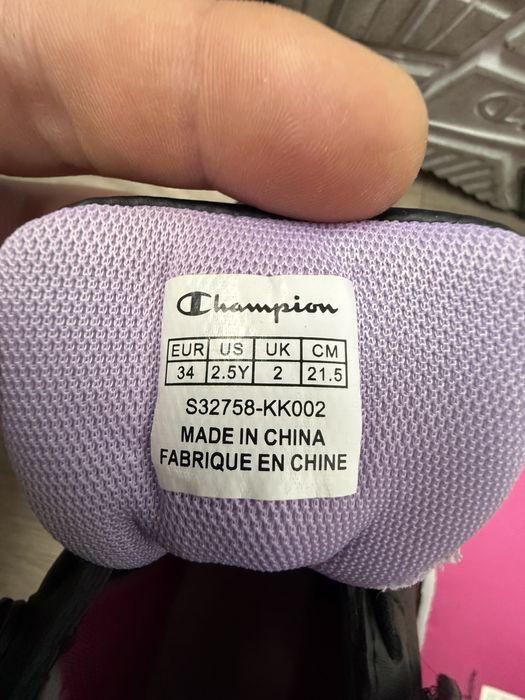 Champion
EUR US UK CM
34 2.5Y 2 21.5
S32758-KK002
MADE IN CHINA
FABRIQUE EN CHINE